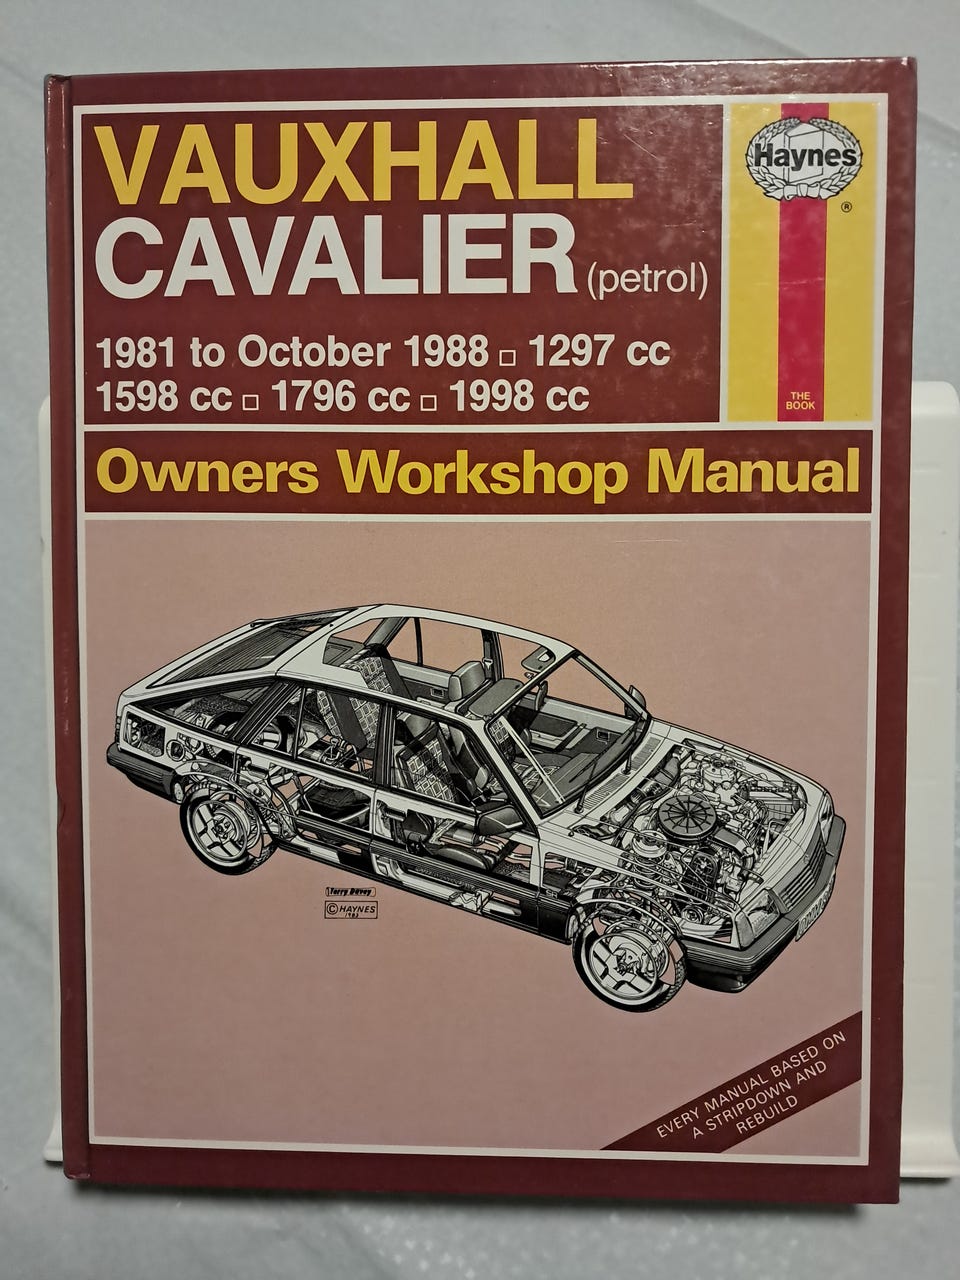 VAUXHALL
CAVALIER (petrol)
1981 to October 1988 □ 1297 cc
1598 cc □ 1796 cc □ 1998 cc
Haynes
®
THE
BOOK
Owners Workshop Manual
Terry Davey
© HAYNES
1983
EVERY MANUAL BASED ON
A STRIPDOWN AND
REBUILD